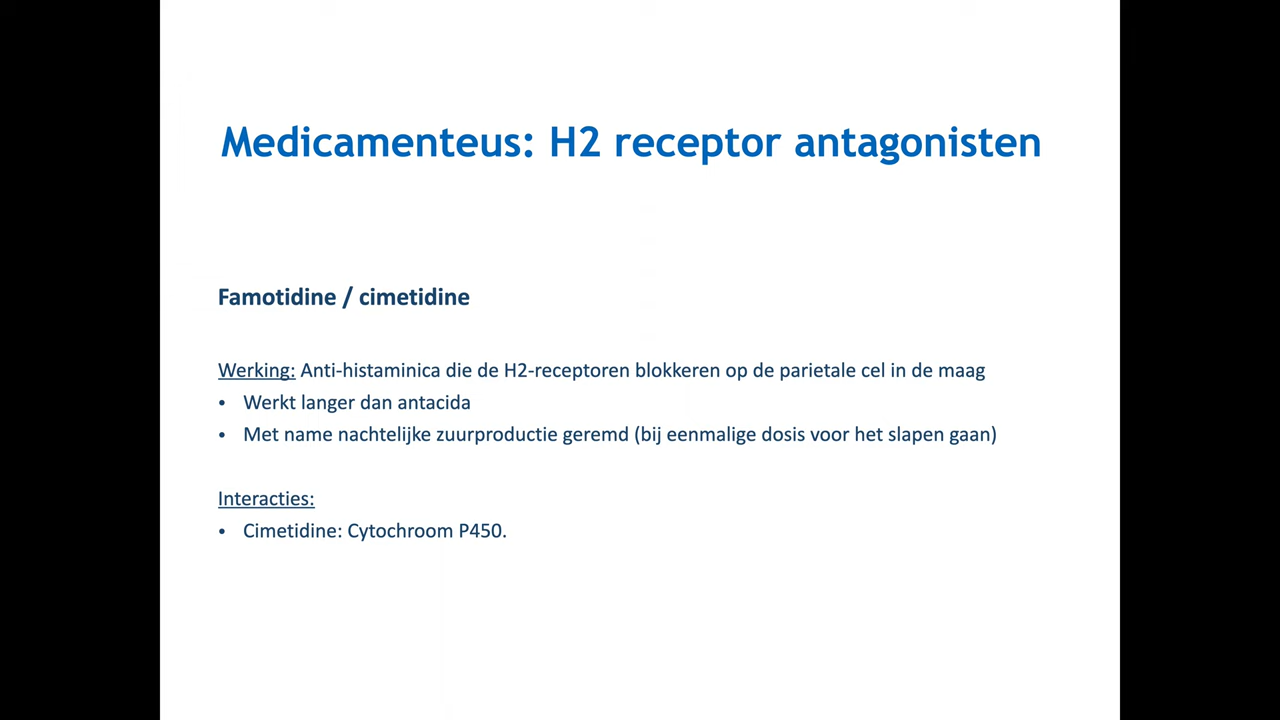 Medicamenteus: H2 receptor antagonisten
Famotidine / cimetidine
Werking: Anti-histaminica die de H2-receptoren blokkeren op de parietale cel in de maag
• Werkt langer dan antacida
• Met name nachtelijke zuurproductie geremd (bij eenmalige dosis voor het slapen gaan)
Interacties:
• Cimetidine: Cytochroom P450.